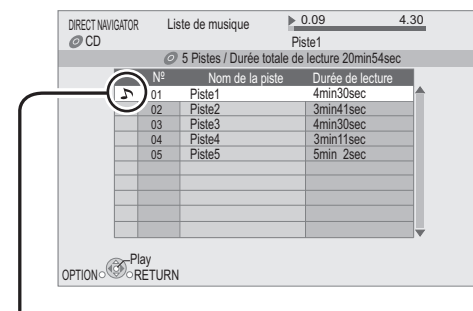 DIRECT NAVIGATOR Liste de musique 0.09 4.30
CD Piste1
5 Pistes / Durée totale de lecture 20min54sec
Nº Nom de la piste Durée de lecture
01 Piste1 4min30sec
02 Piste2 3min41sec
03 Piste3 4min30sec
04 Piste4 3min11sec
05 Piste5 5min 2sec
Play
OPTION RETURN